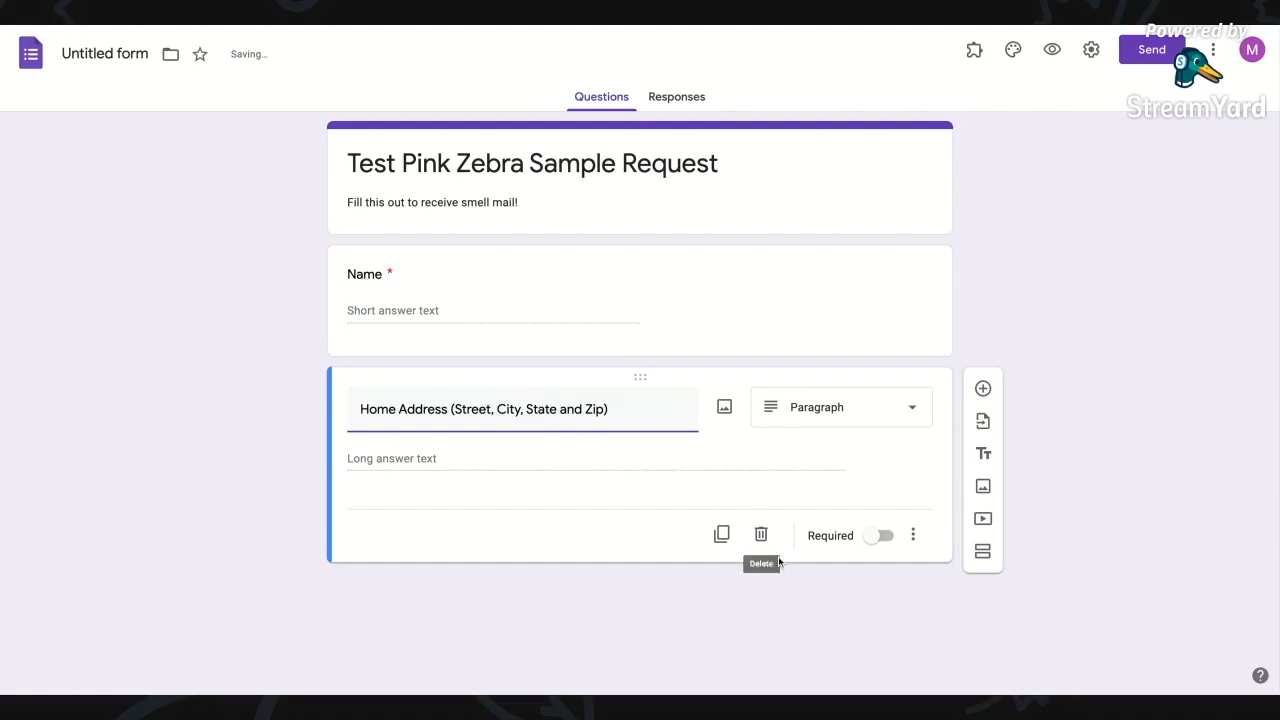 Powered by
StreamYard
Untitled form
Saving...
Send
M
Questions
Responses
Test Pink Zebra Sample Request
Fill this out to receive smell mail!
Name *
Short answer text
Home Address (Street, City, State and Zip)
Paragraph
Long answer text
Required
Delete